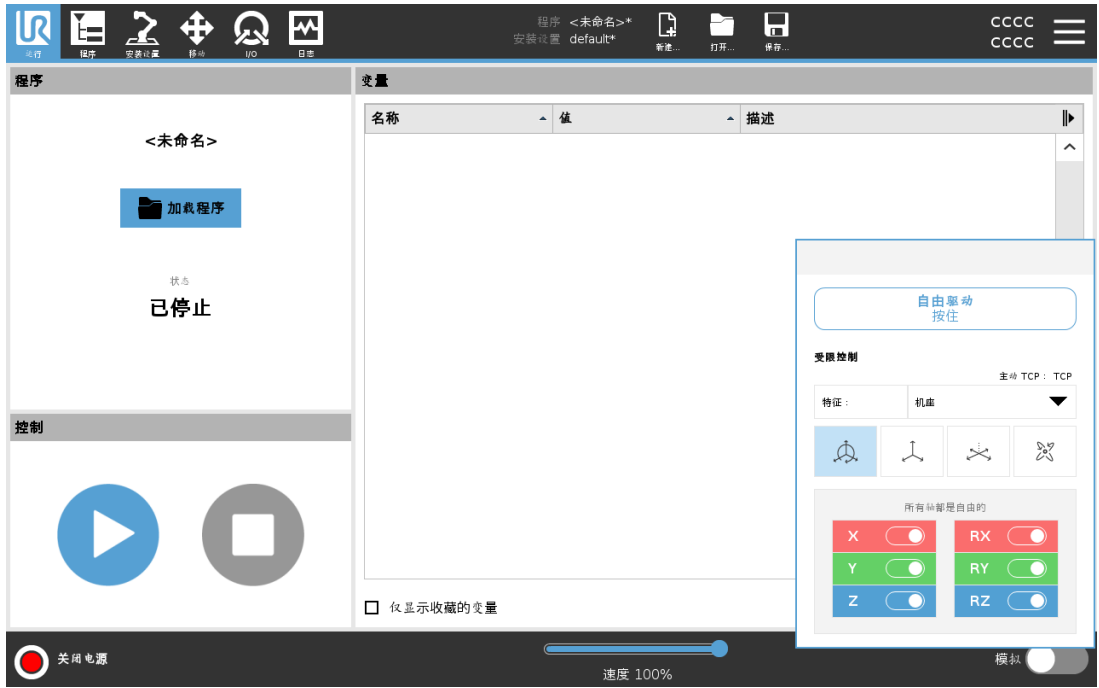 UR
运行
程序
安装设置
移动
I/O
日志
程序 <未命名>*
安装设置 default*
新建...
打开...
保存...
CCCC
CCCC
程序
<未命名>
加载程序
状态
已停止
控制
变量
名称
值
描述
仅显示收藏的变量
自由驱动
按住
受限控制
主动 TCP： TCP
特征：
机座
所有轴都是自由的
X
RX
Y
RY
Z
RZ
关闭电源
速度 100%
模拟